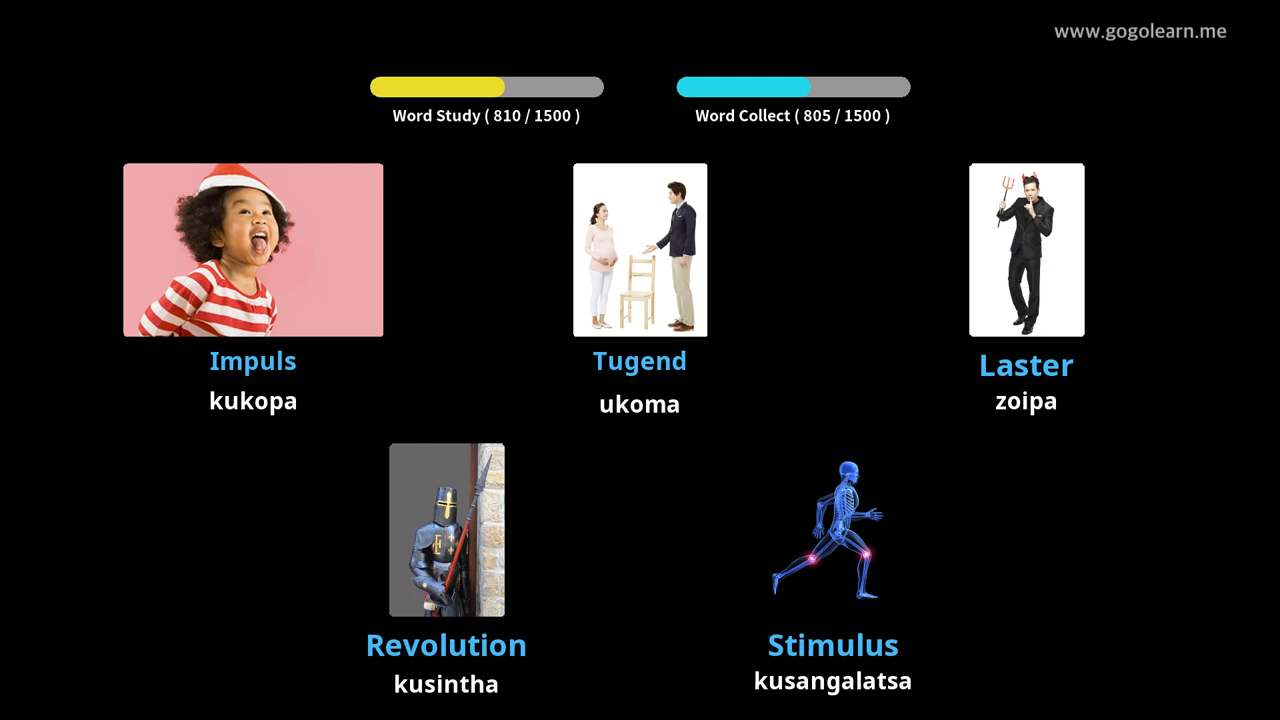 www.gogolearn.me
Word Study ( 810 / 1500 )
Word Collect ( 805 / 1500 )
Impuls
kukopa
Tugend
ukoma
Laster
zoipa
Revolution
kusintha
Stimulus
kusangalatsa